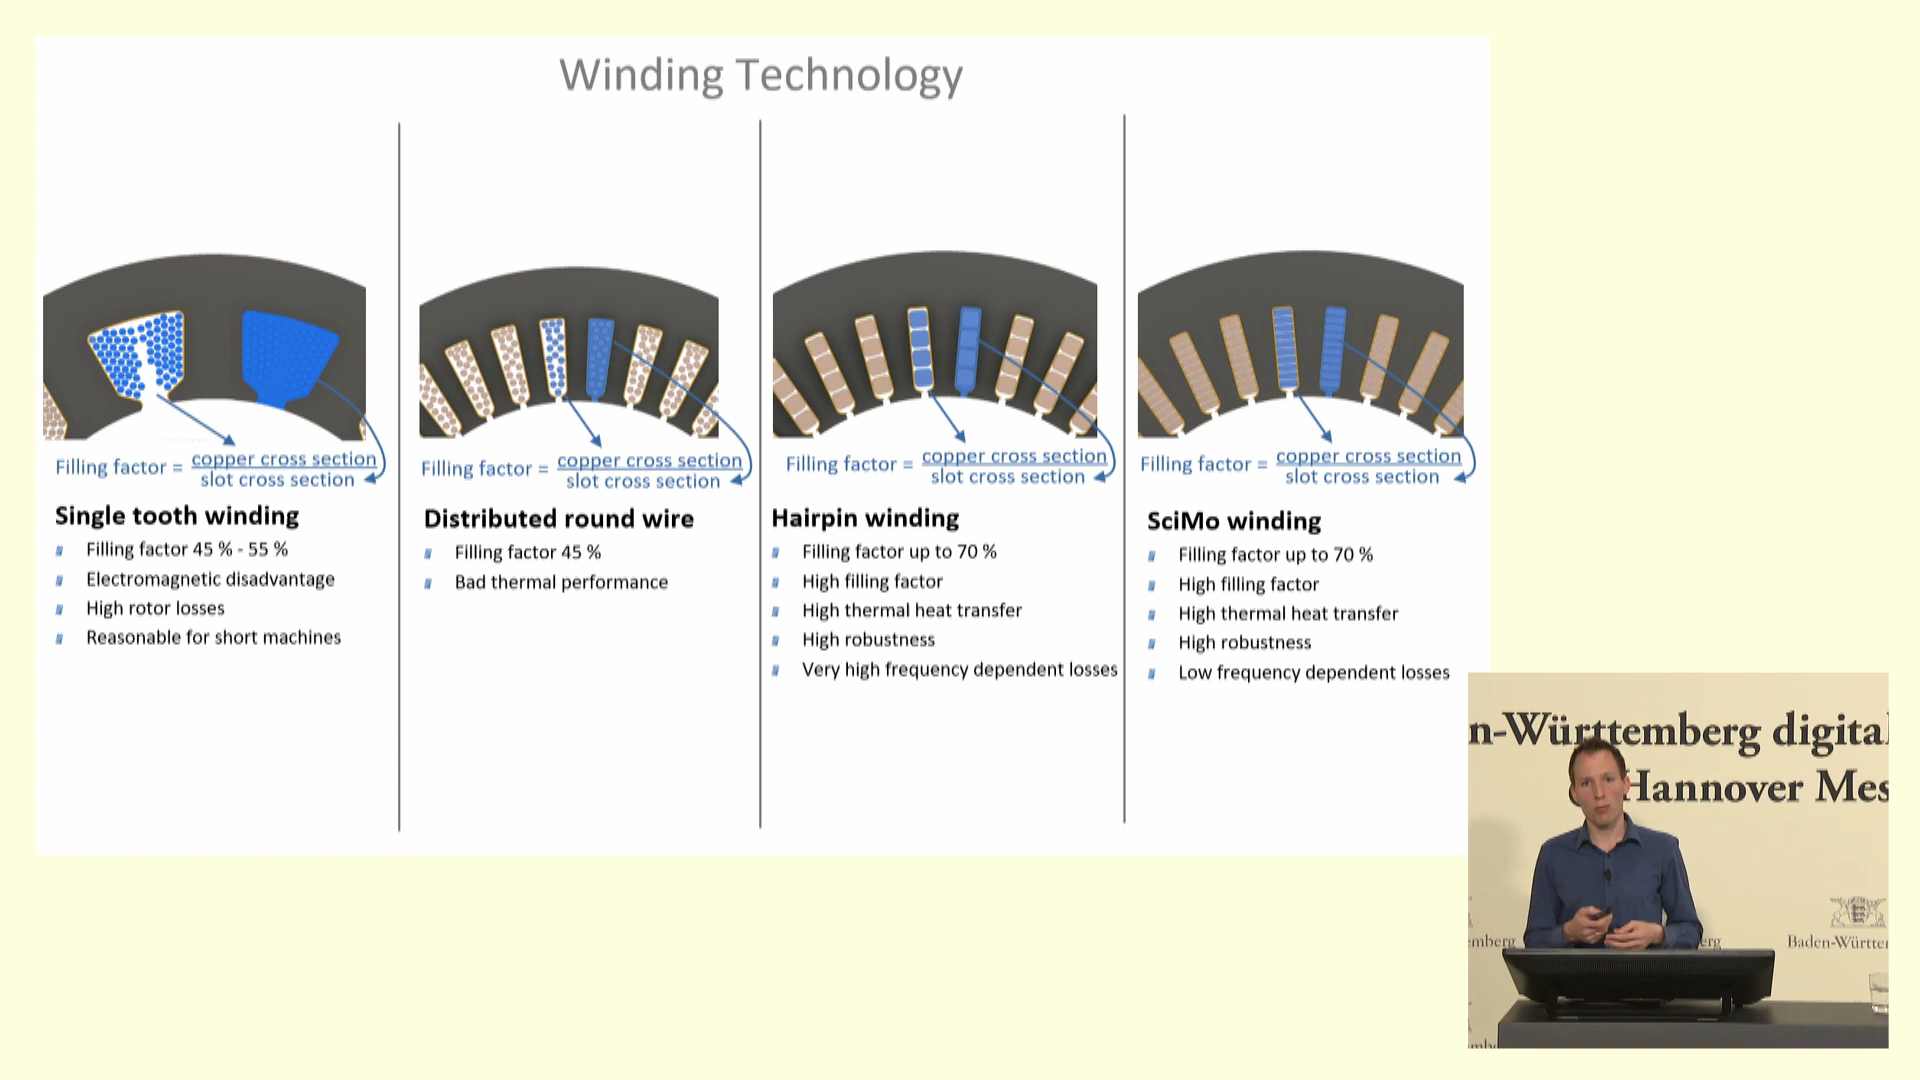 Winding Technology
Filling factor = copper cross section
slot cross section
Single tooth winding
Filling factor 45 % - 55 %
Electromagnetic disadvantage
High rotor losses
Reasonable for short machines
Filling factor = copper cross section
slot cross section
Distributed round wire
Filling factor 45 %
Bad thermal performance
Filling factor = copper cross section
slot cross section
Hairpin winding
Filling factor up to 70 %
High filling factor
High thermal heat transfer
High robustness
Very high frequency dependent losses
Filling factor = copper cross section
slot cross section
SciMo winding
Filling factor up to 70 %
High filling factor
High thermal heat transfer
High robustness
Low frequency dependent losses
n-Württemberg digital
Hannover Mes
emberg
erg
Baden-Württe